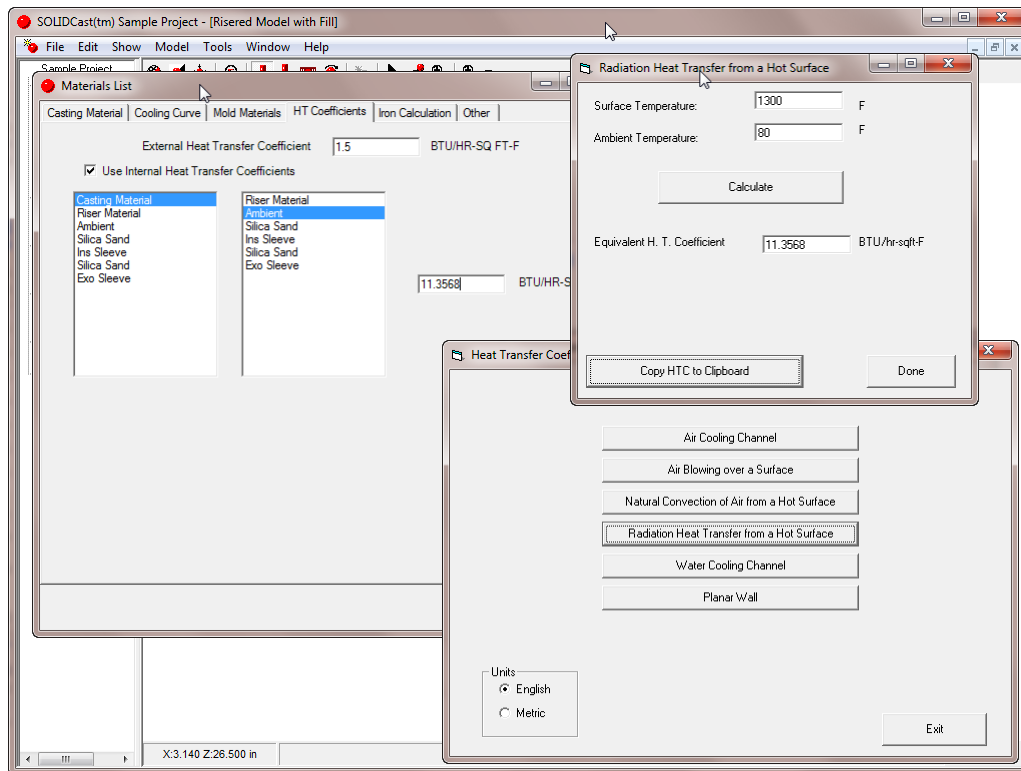 SOLIDCast(tm) Sample Project - [Risered Model with Fill]
File Edit Show Model Tools Window Help
Sample Project
Materials List
Casting Material Cooling Curve Mold Materials HT Coefficients Iron Calculation Other
External Heat Transfer Coefficient 1.5 BTU/HR-SQ FT-F
Use Internal Heat Transfer Coefficients
Casting Material
Riser Material
Ambient
Silica Sand
Ins Sleeve
Silica Sand
Exo Sleeve
Riser Material
Ambient
Silica Sand
Ins Sleeve
Silica Sand
Exo Sleeve
11.3568 BTU/HR-S
Radiation Heat Transfer from a Hot Surface
Surface Temperature: 1300 F
Ambient Temperature: 80 F
Calculate
Equivalent H. T. Coefficient 11.3568 BTU/hr-sqft-F
Copy HTC to Clipboard Done
Heat Transfer Coef
Air Cooling Channel
Air Blowing over a Surface
Natural Convection of Air from a Hot Surface
Radiation Heat Transfer from a Hot Surface
Water Cooling Channel
Planar Wall
Units
English
Metric
Exit
X:3.140 Z:26.500 in